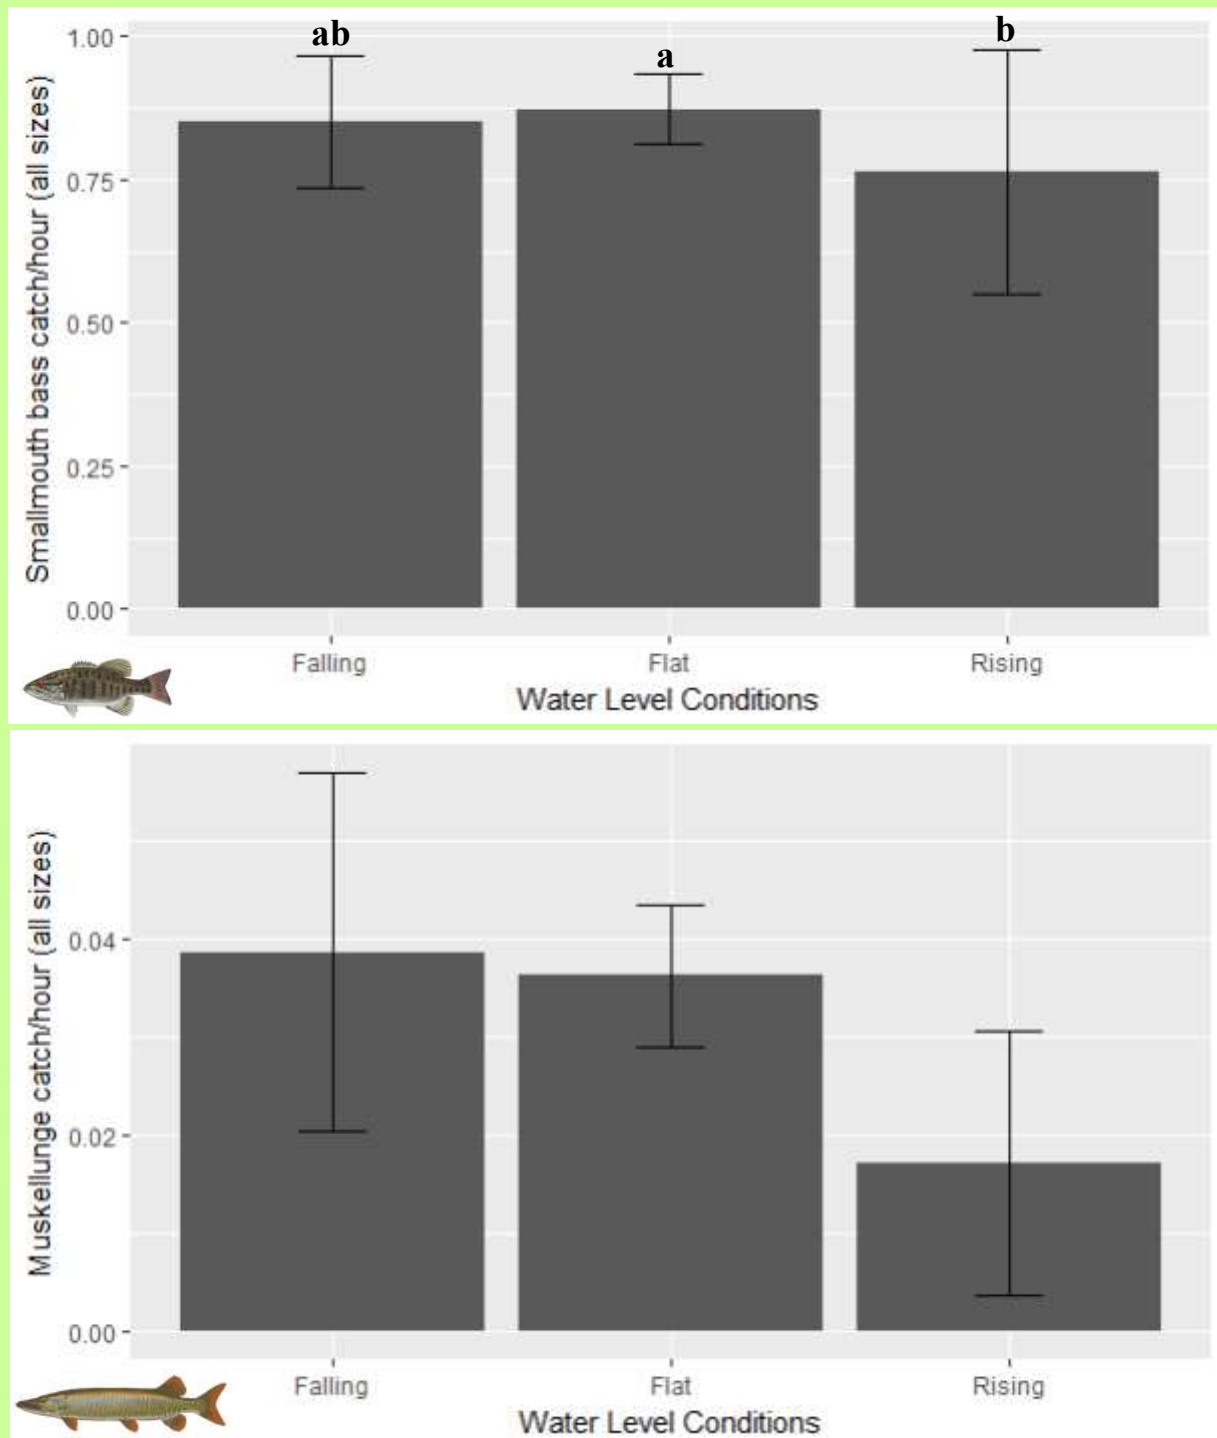 Smallmouth bass catch/hour (all sizes)
1.00
0.75
0.50
0.25
0.00
ab
a
b
Falling
Flat
Rising
Water Level Conditions
Muskellunge catch/hour (all sizes)
0.04
0.02
0.00
Falling
Flat
Rising
Water Level Conditions